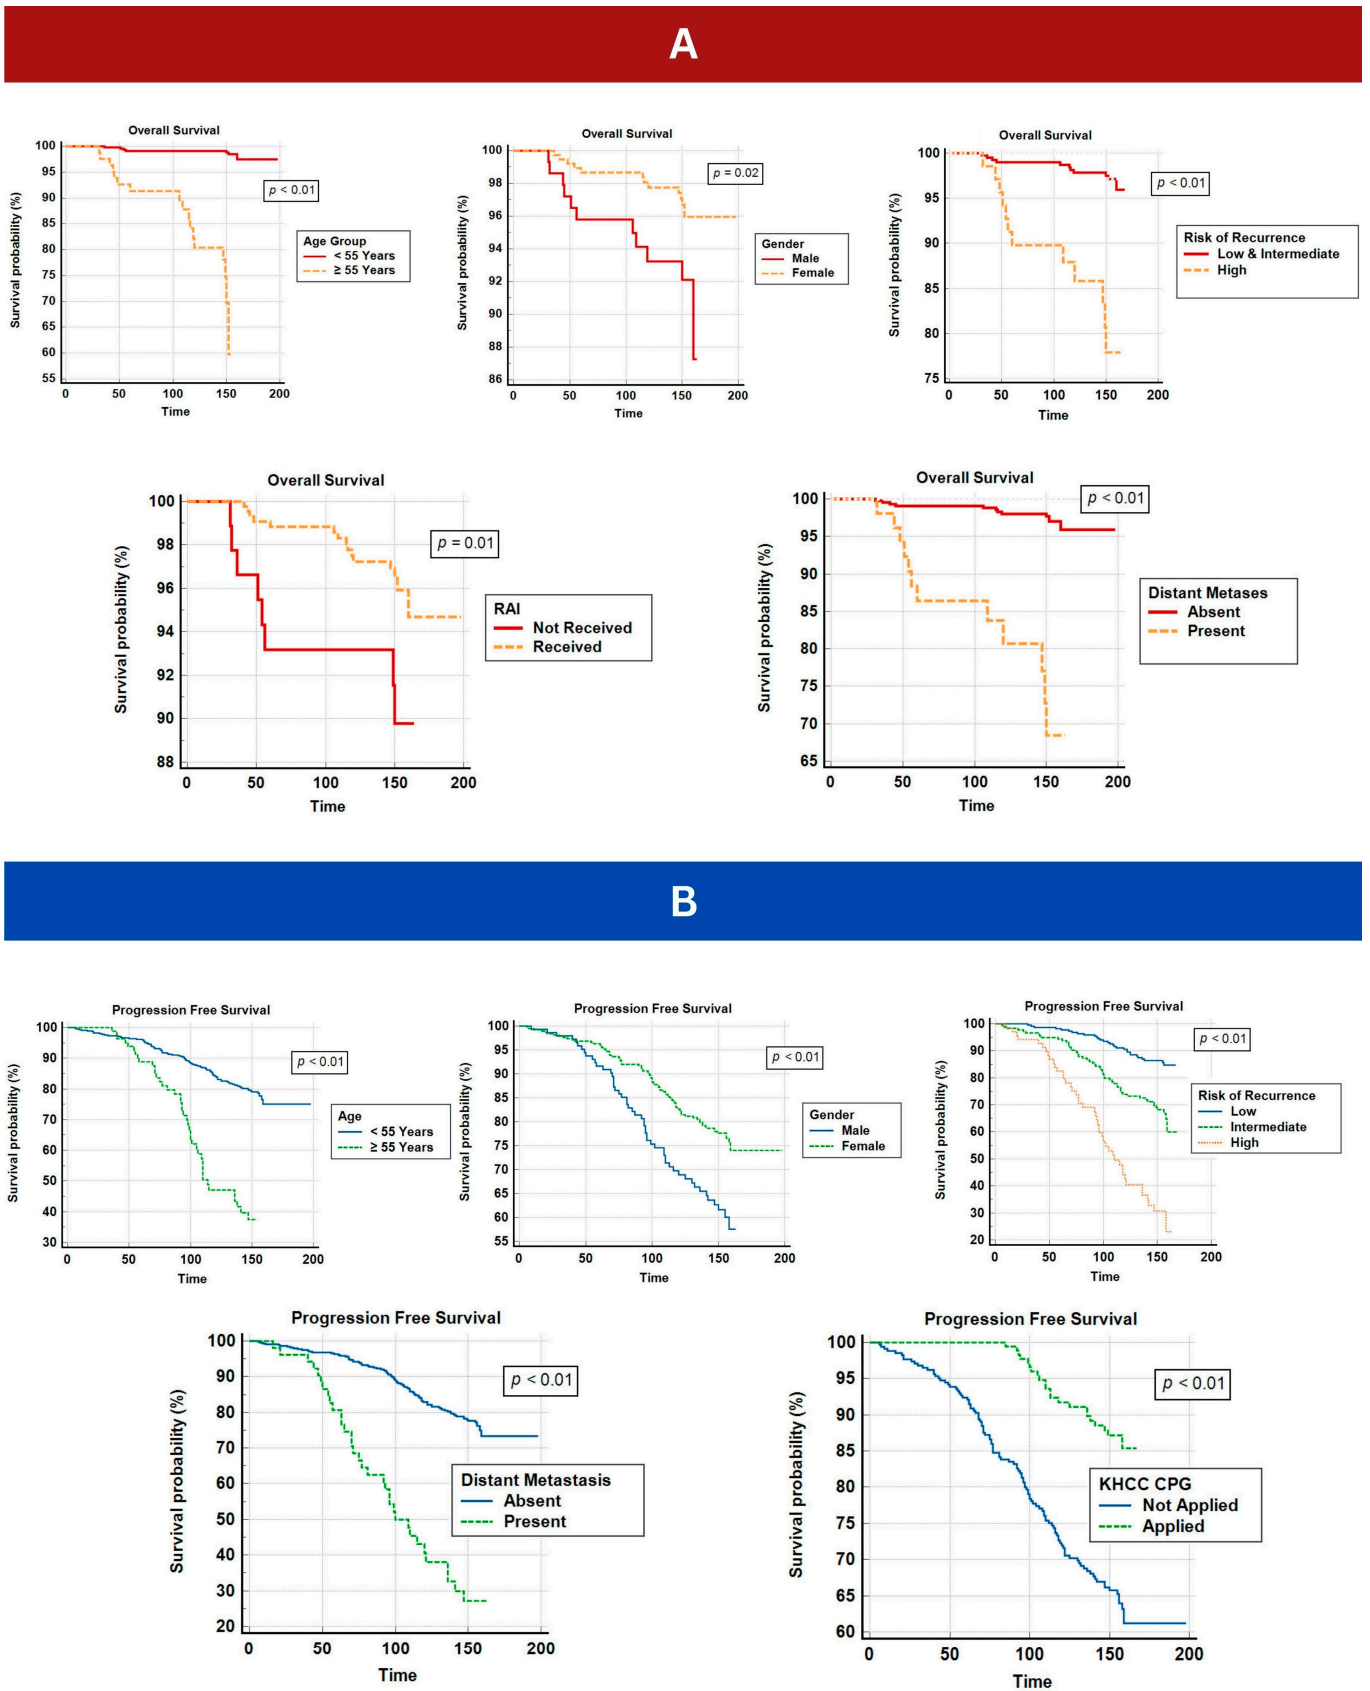 A
Overall Survival
Survival probability (%)
100
95
90
85
80
75
70
65
60
55
0 50 100 150 200
Time
p < 0.01
Age Group
< 55 Years
≥ 55 Years
Overall Survival
Survival probability (%)
100
98
96
94
92
90
88
86
0 50 100 150 200
Time
p = 0.02
Gender
Male
Female
Overall Survival
Survival probability (%)
100
95
90
85
80
75
0 50 100 150 200
Time
p < 0.01
Risk of Recurrence
Low & Intermediate
High
Overall Survival
Survival probability (%)
100
98
96
94
92
90
88
0 50 100 150 200
Time
p = 0.01
RAI
Not Received
Received
Overall Survival
Survival probability (%)
100
95
90
85
80
75
70
65
0 50 100 150 200
Time
p < 0.01
Distant Metases
Absent
Present
B
Progression Free Survival
Survival probability (%)
100
90
80
70
60
50
40
30
0 50 100 150 200
Time
p < 0.01
Age
< 55 Years
≥ 55 Years
Progression Free Survival
Survival probability (%)
100
95
90
85
80
75
70
65
60
55
0 50 100 150 200
Time
p < 0.01
Gender
Male
Female
Progression Free Survival
Survival probability (%)
100
90
80
70
60
50
40
30
20
0 50 100 150 200
Time
p < 0.01
Risk of Recurrence
Low
Intermediate
High
Progression Free Survival
Survival probability (%)
100
90
80
70
60
50
40
30
20
0 50 100 150 200
Time
p < 0.01
Distant Metastasis
Absent
Present
Progression Free Survival
Survival probability (%)
100
95
90
85
80
75
70
65
60
0 50 100 150 200
Time
p < 0.01
KHCC CPG
Not Applied
Applied